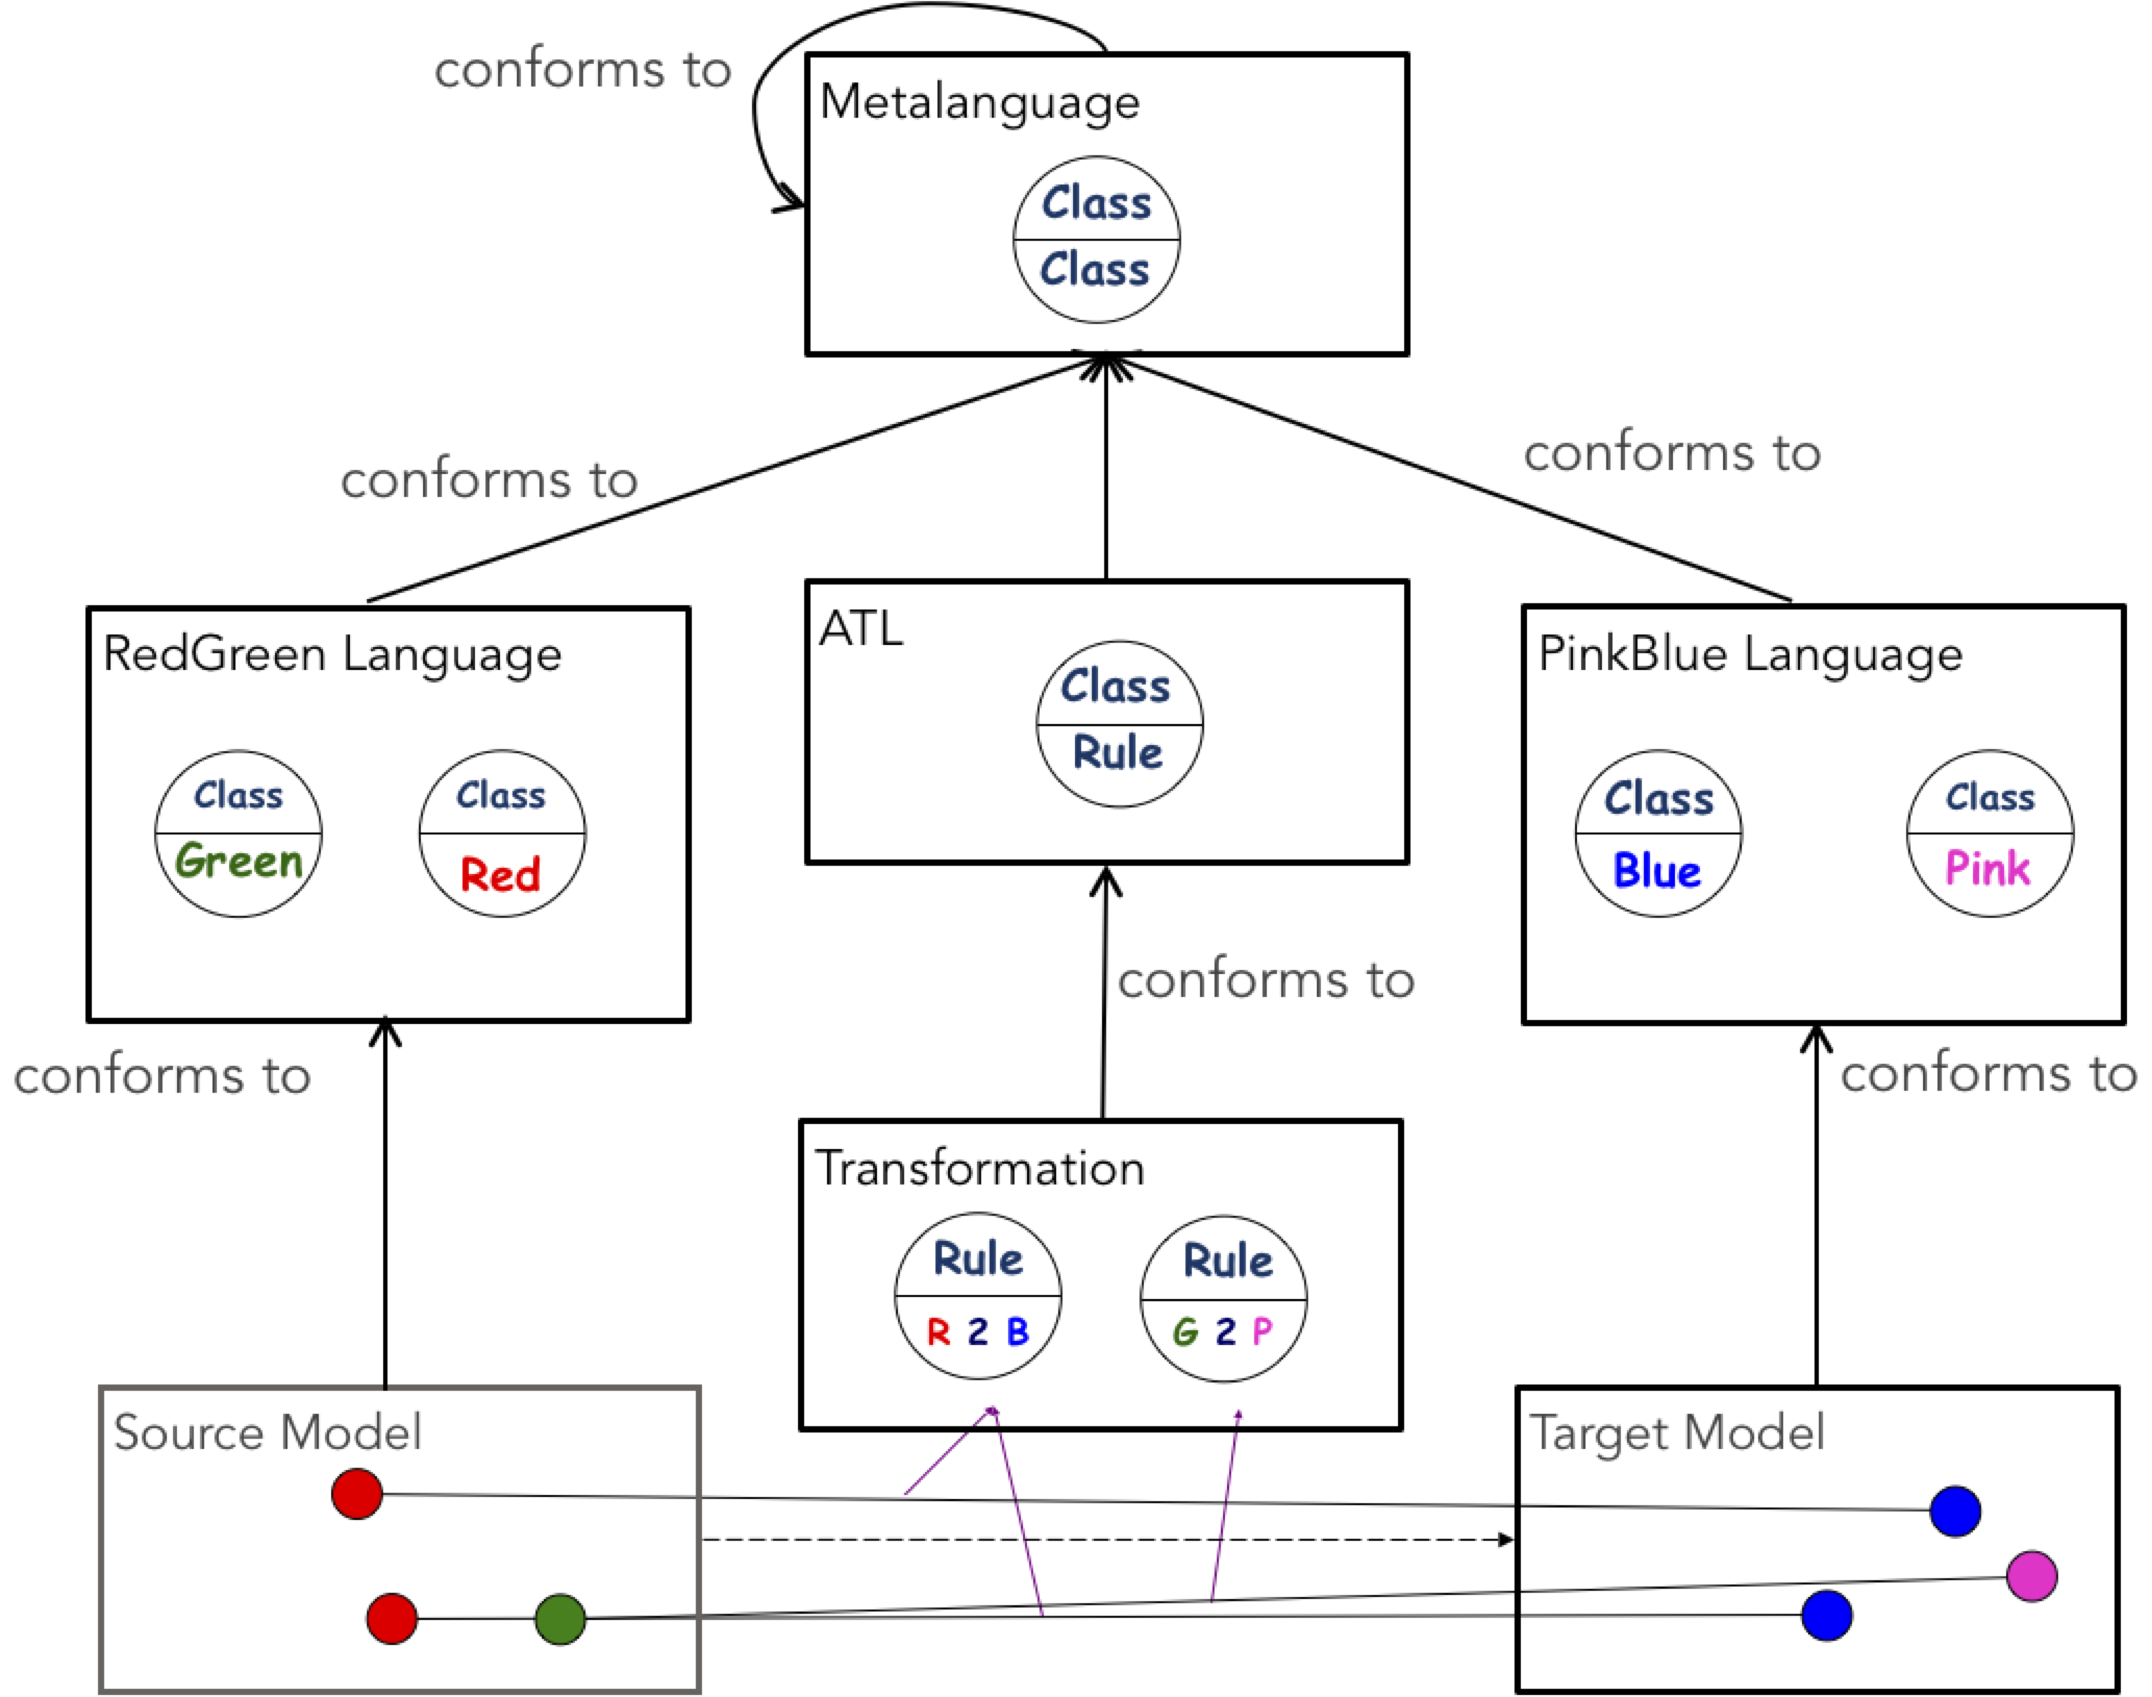 conforms to
Metalanguage
Class
Class
conforms to
conforms to
RedGreen Language
Class
Green
Class
Red
ATL
Class
Rule
PinkBlue Language
Class
Blue
Class
Pink
conforms to
conforms to
conforms to
Transformation
Rule
R 2 B
Rule
G 2 P
Source Model
Target Model